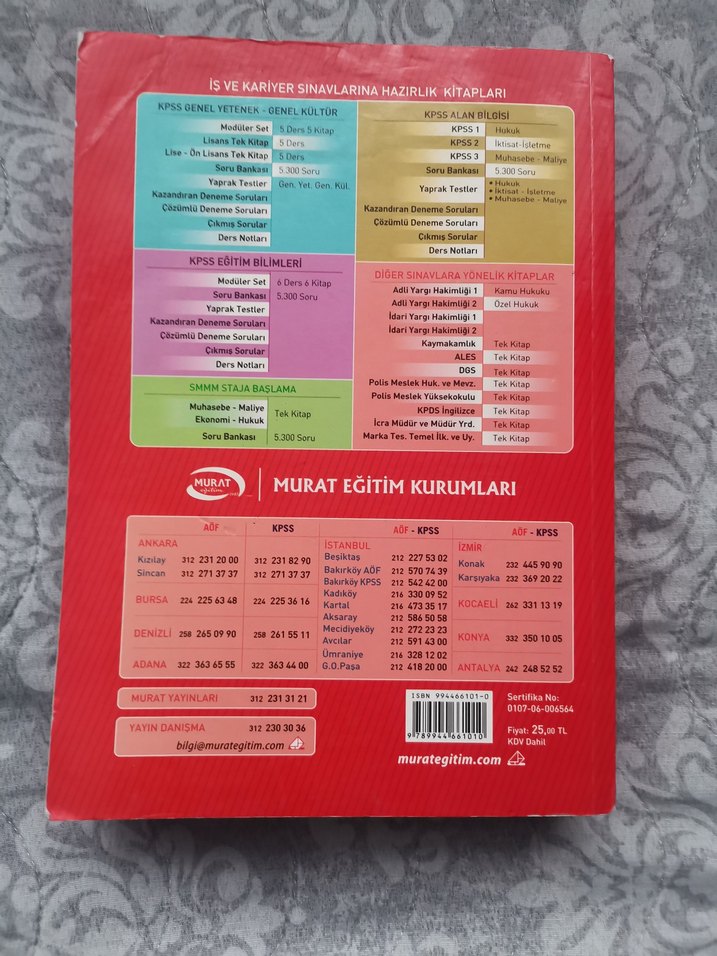 İŞ VE KARİYER SINAVLARINA HAZIRLIK KİTAPLARI
KPSS GENEL YETENEK - GENEL KÜLTÜR
Modüler Set 5 Ders 5 Kitap
Lisans Tek Kitap 5 Ders
Lise - Ön Lisans Tek Kitap 5 Ders
Soru Bankası 5.300 Soru
Yaprak Testler Gen. Yet. Gen. Kül.
Kazandıran Deneme Soruları
Çözümlü Deneme Soruları
Çıkmış Sorular
Ders Notları
KPSS ALAN BİLGİSİ
KPSS 1 Hukuk
KPSS 2 İktisat-İşletme
KPSS 3 Muhasebe - Maliye
Soru Bankası 5.300 Soru
Yaprak Testler • Hukuk
• İktisat - İşletme
• Muhasebe - Maliye
Kazandıran Deneme Soruları
Çözümlü Deneme Soruları
Çıkmış Sorular
Ders Notları
KPSS EĞİTİM BİLİMLERİ
Modüler Set 6 Ders 6 Kitap
Soru Bankası 5.300 Soru
Yaprak Testler
Kazandıran Deneme Soruları
Çözümlü Deneme Soruları
Çıkmış Sorular
Ders Notları
DİĞER SINAVLARA YÖNELİK KİTAPLAR
Adli Yargı Hakimliği 1 Kamu Hukuku
Adli Yargı Hakimliği 2 Özel Hukuk
İdari Yargı Hakimliği 1
İdari Yargı Hakimliği 2
Kaymakamlık Tek Kitap
ALES Tek Kitap
DGS Tek Kitap
Polis Meslek Huk. ve Mevz. Tek Kitap
Polis Meslek Yüksekokulu Tek Kitap
KPDS İngilizce Tek Kitap
İcra Müdür ve Müdür Yrd. Tek Kitap
Marka Tes. Temel İlk. ve Uy. Tek Kitap
SMMM STAJA BAŞLAMA
Muhasebe - Maliye
Ekonomi - Hukuk
Tek Kitap
Soru Bankası 5.300 Soru
MURAT
eğitim
MURAT EĞİTİM KURUMLARI
AÖF KPSS
ANKARA
Kızılay 312 231 20 00 312 231 82 90
Sincan 312 271 37 37 312 271 37 37
BURSA 224 225 63 48 224 225 36 16
DENİZLİ 258 265 09 90 258 261 55 11
ADANA 322 363 65 55 322 363 44 00
AÖF - KPSS
İSTANBUL
Beşiktaş 212 227 53 02
Bakırköy AÖF 212 570 74 39
Bakırköy KPSS 212 542 42 00
Kadıköy 216 330 09 52
Kartal 216 473 35 17
Aksaray 212 586 50 58
Mecidiyeköy 212 272 23 23
Avcılar 212 591 43 00
Ümraniye 216 328 12 02
G.O.Paşa 212 418 20 00
AÖF - KPSS
İZMİR
Konak 232 445 90 90
Karşıyaka 232 369 20 22
KOCAELİ 262 331 13 19
KONYA 332 350 10 05
ANTALYA 242 248 52 52
MURAT YAYINLARI 312 231 31 21
YAYIN DANIŞMA 312 230 30 36
bilgi@murategitim.com
ISBN 994466101-0
9 789944 661010
Sertifika No:
0107-06-006564
Fiyat: 25,00 TL
KDV Dahil
murategitim.com